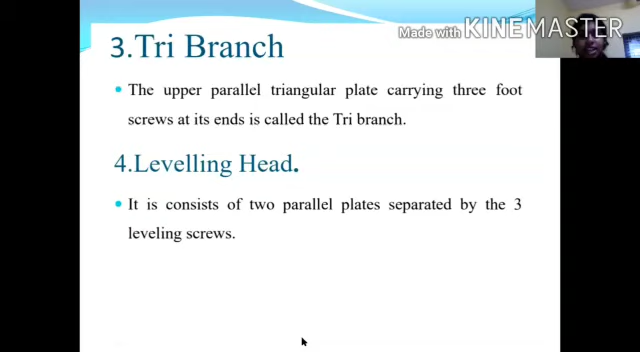 Made with KINEMASTER
3.Tri Branch
• The upper parallel triangular plate carrying three foot
screws at its ends is called the Tri branch.
4.Levelling Head.
• It is consists of two parallel plates separated by the 3
leveling screws.